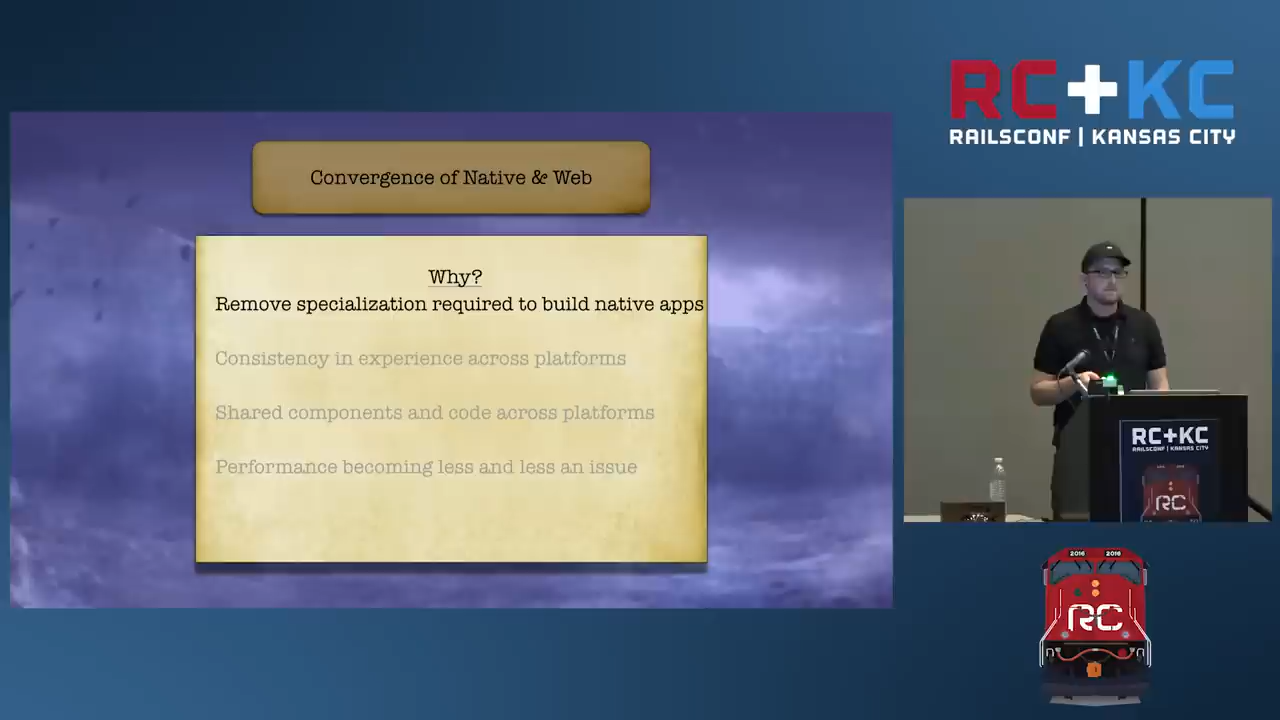 RC+KC
RAILSCONF | KANSAS CITY
Convergence of Native & Web
Why?
Remove specialization required to build native apps
Consistency in experience across platforms
Shared components and code across platforms
Performance becoming less and less an issue
RC+KC
RAILSCONF | KANSAS CITY
RC
2016 2016
RC